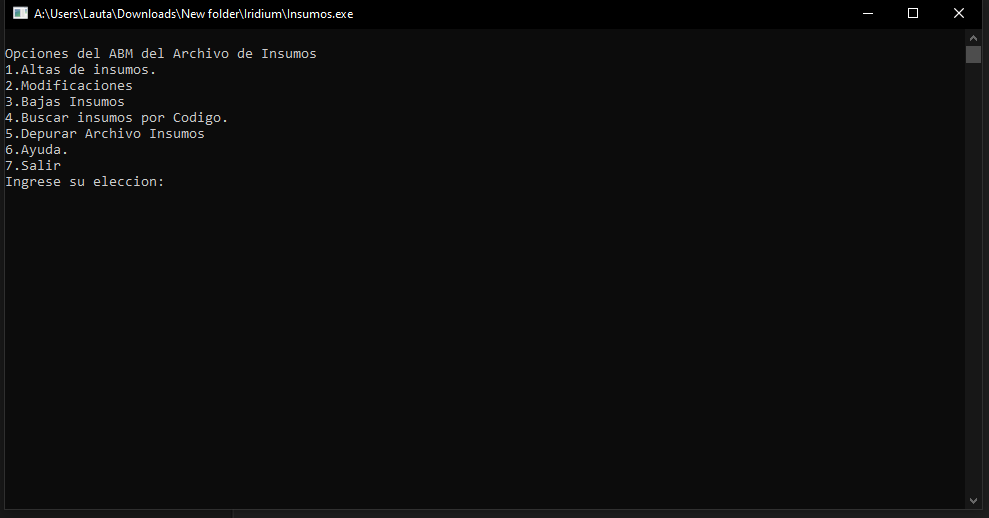 A:\Users\Lauta\Downloads\New folder\Iridium\Insumos.exe
Opciones del ABM del Archivo de Insumos
1.Altas de insumos.
2.Modificaciones
3.Bajas Insumos
4.Buscar insumos por Codigo.
5.Depurar Archivo Insumos
6.Ayuda.
7.Salir
Ingrese su eleccion: